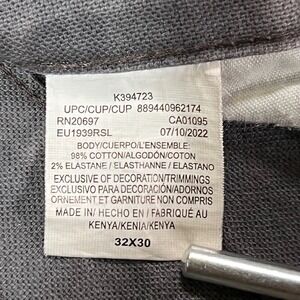 K394723
UPC/CUP/CUP 889440962174
RN20697 CA01095
EU1939RSL 07/10/2022
BODY/CUERPO/L'ENSEMBLE:
98% COTTON/ALGODÓN/COTON
2% ELASTANE / ELASTHANNE / ELASTANO
EXCLUSIVE OF DECORATION/TRIMMINGS
EXCLUSIVO PARA DECORACIÓN/ADORNOS
ORNEMENT ET GARNITURE NON COMPRIS
MADE IN/ HECHO EN / FABRIQUÉ AU
KENYA/KENIA/KENYA
32X30